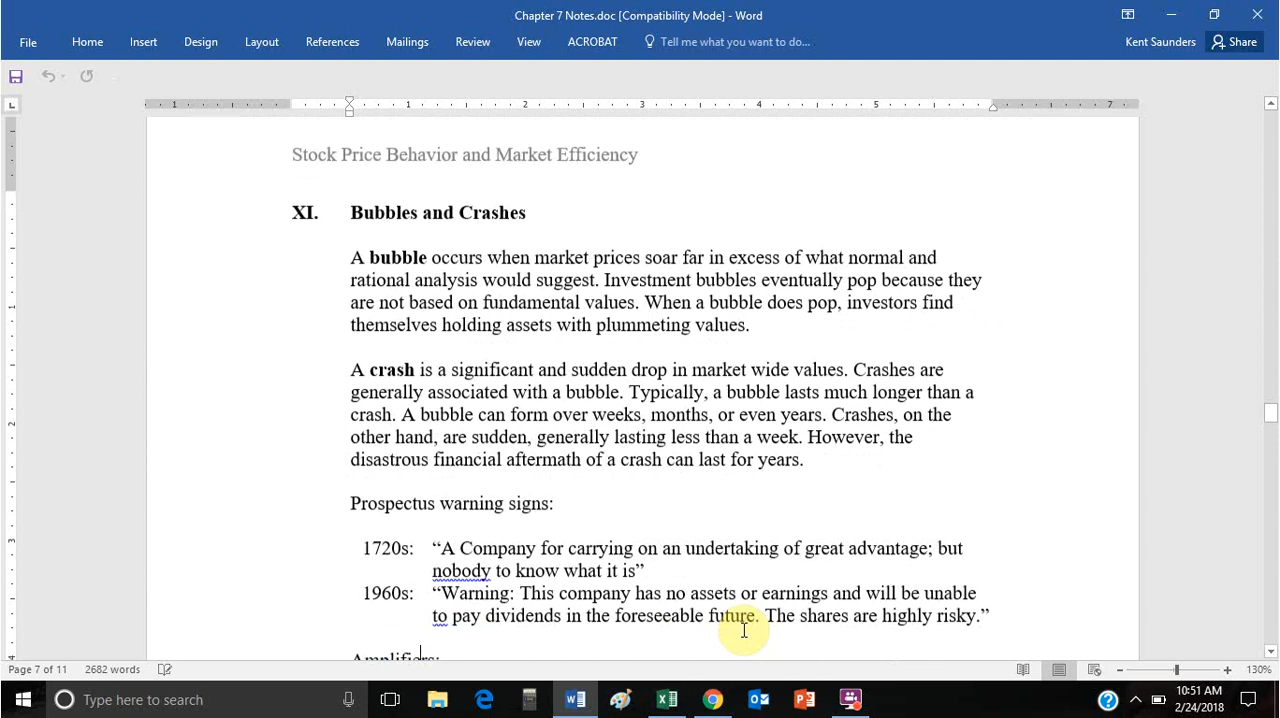 Chapter 7 Notes.doc [Compatibility Mode] - Word
File Home Insert Design Layout References Mailings Review View ACROBAT Tell me what you want to do... Kent Saunders Share
L 1 1 2 3 4 5 7
Stock Price Behavior and Market Efficiency
XI. Bubbles and Crashes
A bubble occurs when market prices soar far in excess of what normal and
rational analysis would suggest. Investment bubbles eventually pop because they
are not based on fundamental values. When a bubble does pop, investors find
themselves holding assets with plummeting values.
A crash is a significant and sudden drop in market wide values. Crashes are
generally associated with a bubble. Typically, a bubble lasts much longer than a
crash. A bubble can form over weeks, months, or even years. Crashes, on the
other hand, are sudden, generally lasting less than a week. However, the
disastrous financial aftermath of a crash can last for years.
Prospectus warning signs:
1720s: “A Company for carrying on an undertaking of great advantage; but
nobody to know what it is”
1960s: “Warning: This company has no assets or earnings and will be unable
to pay dividends in the foreseeable future. The shares are highly risky.”
Amplifiers:
Page 7 of 11 2682 words 130%
Type here to search 10:51 AM
2/24/2018